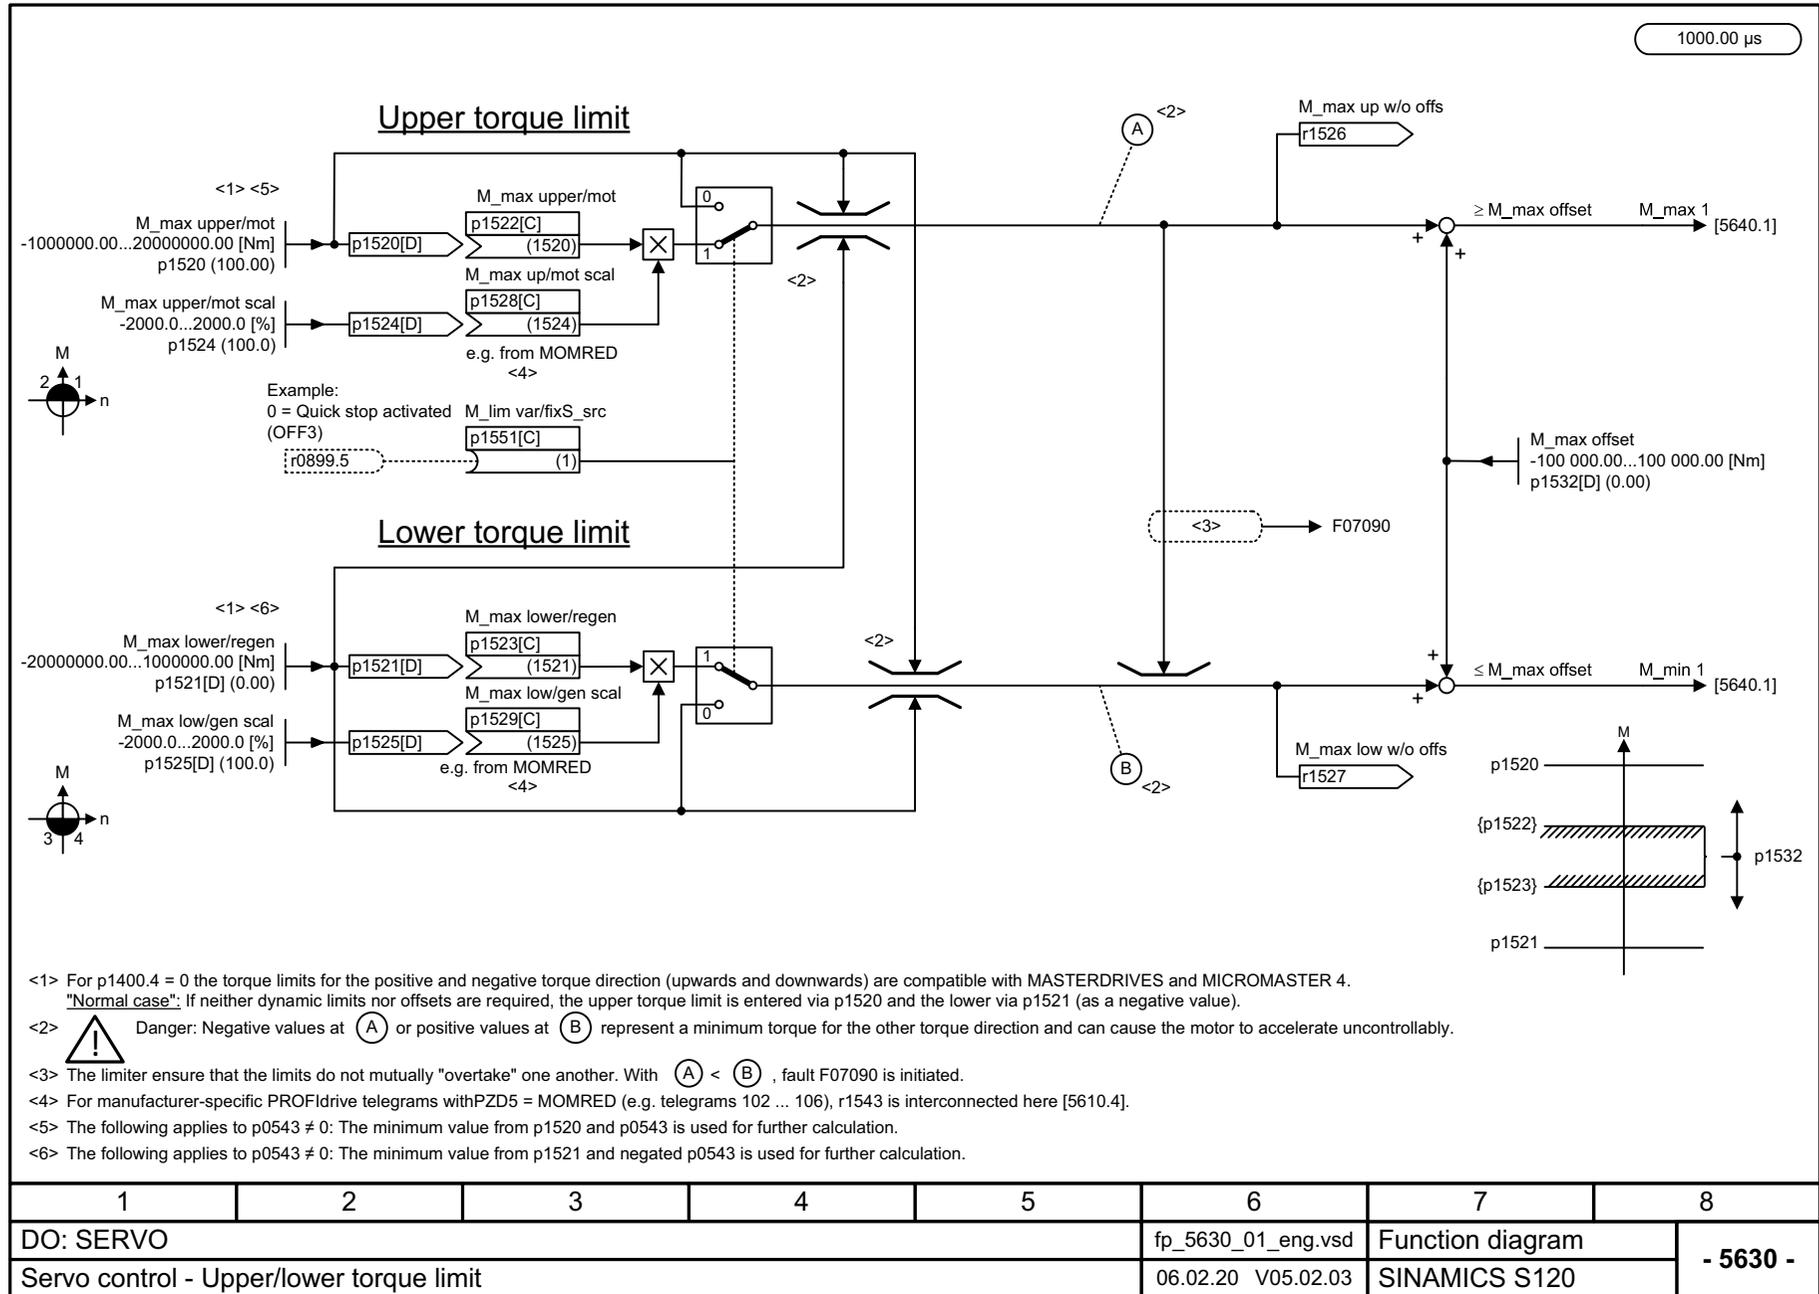 1000.00 µs
Upper torque limit
A
<2>
M_max up w/o offs
r1526
<1> <5>
M_max upper/mot
-1000000.00...20000000.00 [Nm]
p1520 (100.00)
p1520[D]
M_max upper/mot
p1522[C]
(1520)
0
1
<2>
+
+
≥ M_max offset
M_max 1
[5640.1]
M_max upper/mot scal
-2000.0...2000.0 [%]
p1524 (100.0)
p1524[D]
M_max up/mot scal
p1528[C]
(1524)
e.g. from MOMRED
<4>
M
2 1
n
Example:
0 = Quick stop activated
(OFF3)
r0899.5
M_lim var/fixS_src
p1551[C]
(1)
M_max offset
-100 000.00...100 000.00 [Nm]
p1532[D] (0.00)
<3>
F07090
Lower torque limit
<1> <6>
M_max lower/regen
-20000000.00...1000000.00 [Nm]
p1521[D] (0.00)
p1521[D]
M_max lower/regen
p1523[C]
(1521)
1
0
<2>
+
+
≤ M_max offset
M_min 1
[5640.1]
M_max low/gen scal
-2000.0...2000.0 [%]
p1525[D] (100.0)
p1525[D]
M_max low/gen scal
p1529[C]
(1525)
e.g. from MOMRED
<4>
B
<2>
M_max low w/o offs
r1527
M
n
3 4
M
p1520
{p1522}
p1532
{p1523}
p1521
<1> For p1400.4 = 0 the torque limits for the positive and negative torque direction (upwards and downwards) are compatible with MASTERDRIVES and MICROMASTER 4.
"Normal case": If neither dynamic limits nor offsets are required, the upper torque limit is entered via p1520 and the lower via p1521 (as a negative value).
<2> ! Danger: Negative values at A or positive values at B represent a minimum torque for the other torque direction and can cause the motor to accelerate uncontrollably.
<3> The limiter ensure that the limits do not mutually "overtake" one another. With A < B , fault F07090 is initiated.
<4> For manufacturer-specific PROFIdrive telegrams withPZD5 = MOMRED (e.g. telegrams 102 ... 106), r1543 is interconnected here [5610.4].
<5> The following applies to p0543 ≠ 0: The minimum value from p1520 and p0543 is used for further calculation.
<6> The following applies to p0543 ≠ 0: The minimum value from p1521 and negated p0543 is used for further calculation.
1 2 3 4 5 6 7 8
DO: SERVO
fp_5630_01_eng.vsd
Function diagram
- 5630 -
Servo control - Upper/lower torque limit
06.02.20 V05.02.03
SINAMICS S120